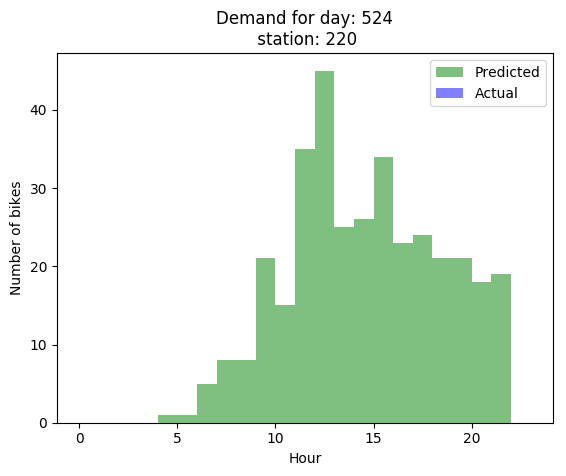 Demand for day: 524
station: 220
Predicted
Actual
Number of bikes
40
30
20
10
0
0
5
10
15
20
Hour